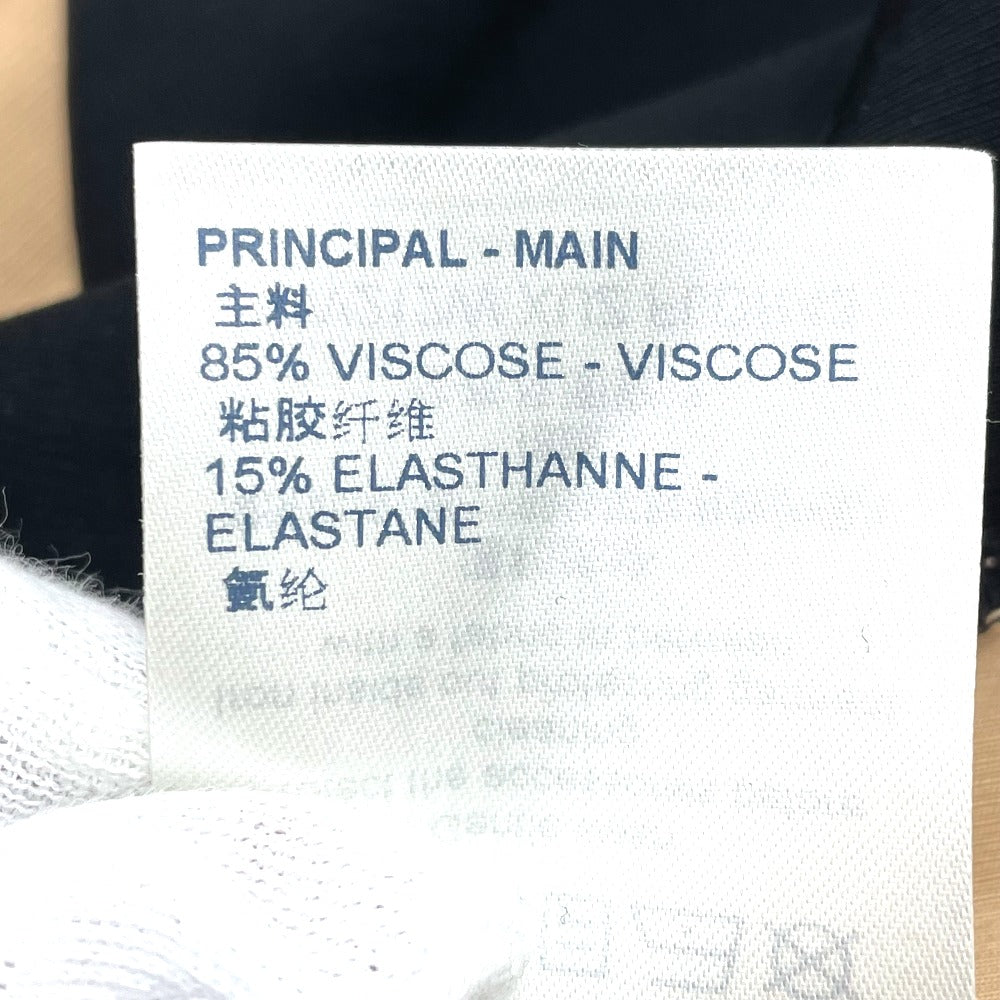 PRINCIPAL - MAIN
主料
85% VISCOSE - VISCOSE
粘胶纤维
15% ELASTHANNE -
ELASTANE
氨纶